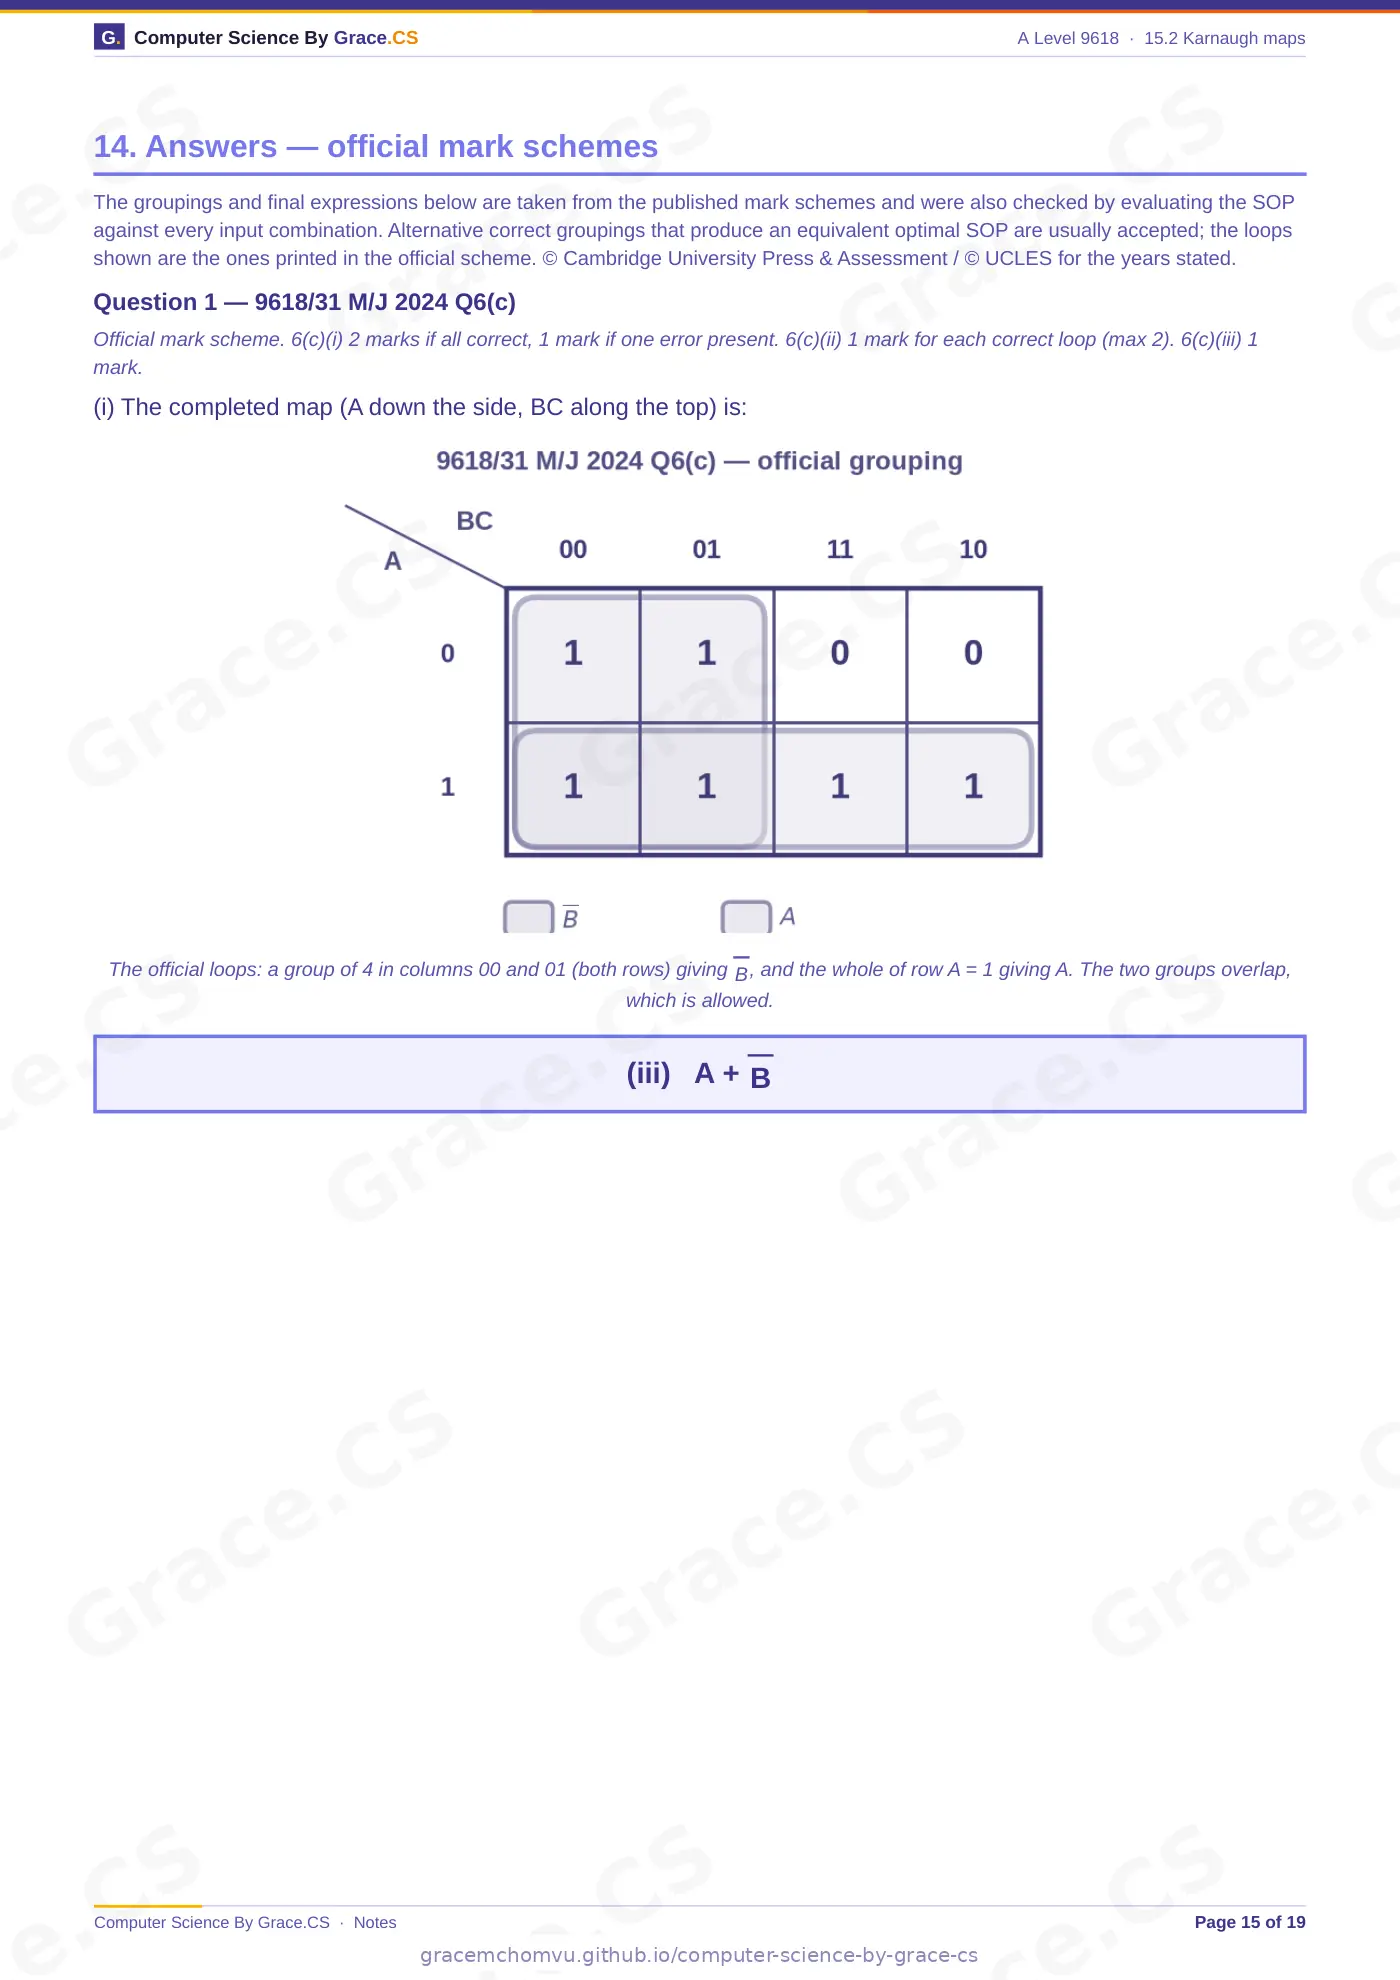 G. Computer Science By Grace.CS
A Level 9618 · 15.2 Karnaugh maps
14. Answers — official mark schemes
The groupings and final expressions below are taken from the published mark schemes and were also checked by evaluating the SOP
against every input combination. Alternative correct groupings that produce an equivalent optimal SOP are usually accepted; the loops
shown are the ones printed in the official scheme. © Cambridge University Press & Assessment / © UCLES for the years stated.
Question 1 — 9618/31 M/J 2024 Q6(c)
Official mark scheme. 6(c)(i) 2 marks if all correct, 1 mark if one error present. 6(c)(ii) 1 mark for each correct loop (max 2). 6(c)(iii) 1
mark.
(i) The completed map (A down the side, BC along the top) is:
9618/31 M/J 2024 Q6(c) — official grouping
BC
A
00 01 11 10
0 1 1 0 0
1 1 1 1 1
B̅ A
The official loops: a group of 4 in columns 00 and 01 (both rows) giving B̅, and the whole of row A = 1 giving A. The two groups overlap,
which is allowed.
(iii) A + B̅
Computer Science By Grace.CS · Notes
Page 15 of 19
gracemchomvu.github.io/computer-science-by-grace-cs
Grace.CS